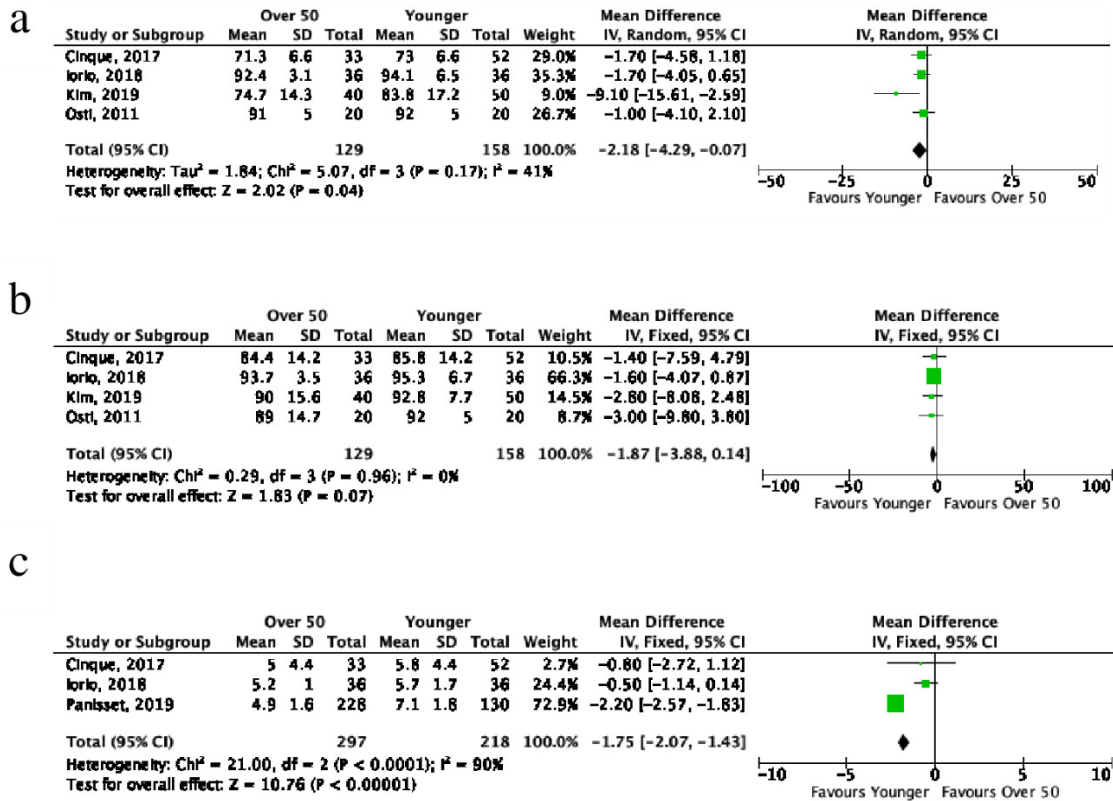 a
Over 50 Younger Mean Difference Mean Difference
Study or Subgroup Mean SD Total Mean SD Total Weight IV, Random, 95% CI IV, Random, 95% CI
Cinque, 2017 71.3 6.6 33 73 6.6 52 29.0% -1.70 [-4.58, 1.18]
Iorio, 2018 92.4 3.1 36 94.1 6.5 36 35.3% -1.70 [-4.05, 0.65]
Kim, 2019 74.7 14.3 40 83.8 17.2 50 9.0% -9.10 [-15.61, -2.59]
Osti, 2011 91 5 20 92 5 20 26.7% -1.00 [-4.10, 2.10]
Total (95% CI) 129 158 100.0% -2.18 [-4.29, -0.07]
Heterogeneity: Tau² = 1.84; Chi² = 5.07, df = 3 (P = 0.17); I² = 41%
Test for overall effect: Z = 2.02 (P = 0.04)
-50 -25 0 25 50
Favours Younger Favours Over 50
b
Over 50 Younger Mean Difference Mean Difference
Study or Subgroup Mean SD Total Mean SD Total Weight IV, Fixed, 95% CI IV, Fixed, 95% CI
Cinque, 2017 84.4 14.2 33 85.8 14.2 52 10.5% -1.40 [-7.59, 4.79]
Iorio, 2018 93.7 3.5 36 95.3 6.7 36 66.3% -1.60 [-4.07, 0.87]
Kim, 2019 90 15.6 40 92.8 7.7 50 14.5% -2.80 [-8.08, 2.48]
Osti, 2011 89 14.7 20 92 5 20 8.7% -3.00 [-9.80, 3.80]
Total (95% CI) 129 158 100.0% -1.87 [-3.88, 0.14]
Heterogeneity: Chi² = 0.29, df = 3 (P = 0.96); I² = 0%
Test for overall effect: Z = 1.83 (P = 0.07)
-100 -50 0 50 100
Favours Younger Favours Over 50
c
Over 50 Younger Mean Difference Mean Difference
Study or Subgroup Mean SD Total Mean SD Total Weight IV, Fixed, 95% CI IV, Fixed, 95% CI
Cinque, 2017 5 4.4 33 5.8 4.4 52 2.7% -0.80 [-2.72, 1.12]
Iorio, 2018 5.2 1 36 5.7 1.7 36 24.4% -0.50 [-1.14, 0.14]
Panisset, 2019 4.9 1.6 228 7.1 1.8 130 72.9% -2.20 [-2.57, -1.83]
Total (95% CI) 297 218 100.0% -1.75 [-2.07, -1.43]
Heterogeneity: Chi² = 21.00, df = 2 (P < 0.0001); I² = 90%
Test for overall effect: Z = 10.76 (P < 0.00001)
-10 -5 0 5 10
Favours Younger Favours Over 50